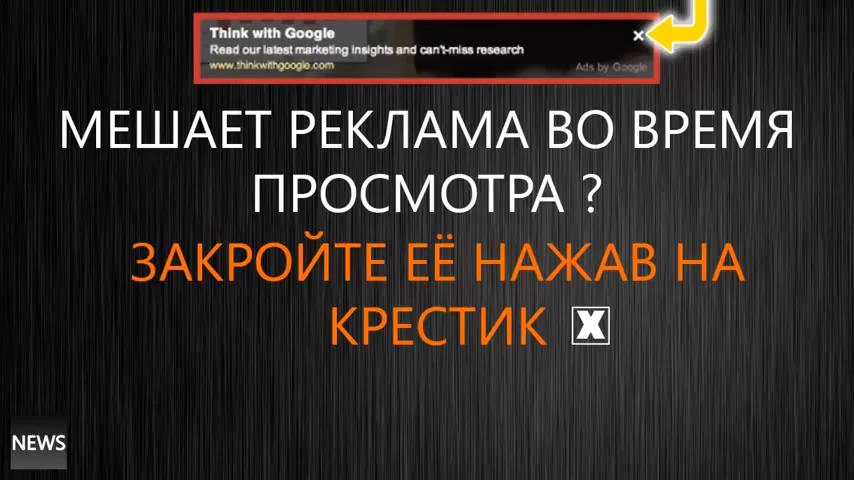 Think with Google
Read our latest marketing insights and can't-miss research
www.thinkwithgoogle.com
Ads by Google
МЕШАЕТ РЕКЛАМА ВО ВРЕМЯ
ПРОСМОТРА ?
ЗАКРОЙТЕ ЕЁ НАЖАВ НА
КРЕСТИК X
NEWS